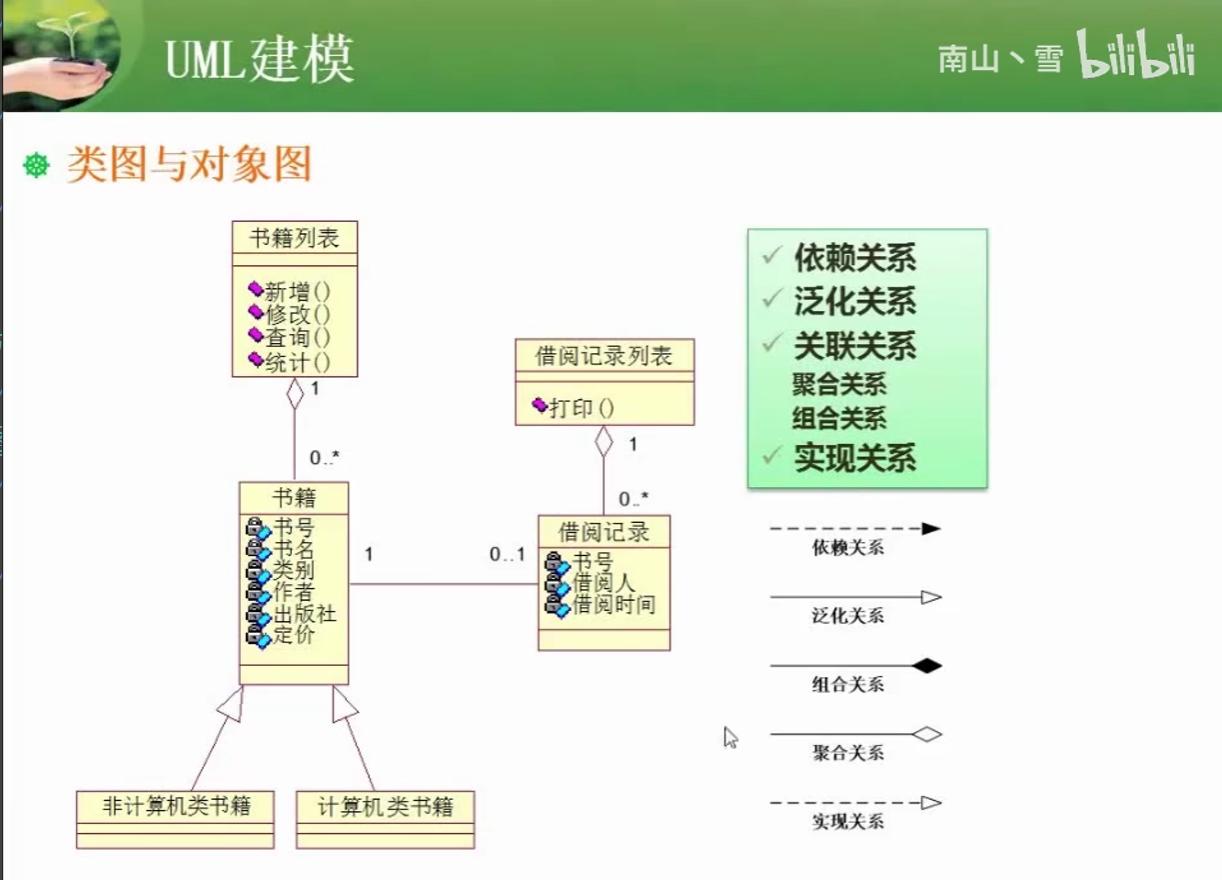 UML建模
南山丶雪 bilibili
类图与对象图
书籍列表
新增()
修改()
查询()
统计()
1
0..*
书籍
书号
书名
类别
作者
出版社
定价
1
0..1
借阅记录列表
打印()
1
0..*
借阅记录
书号
借阅人
借阅时间
非计算机类书籍
计算机类书籍
依赖关系
泛化关系
关联关系
聚合关系
组合关系
实现关系
依赖关系
泛化关系
组合关系
聚合关系
实现关系